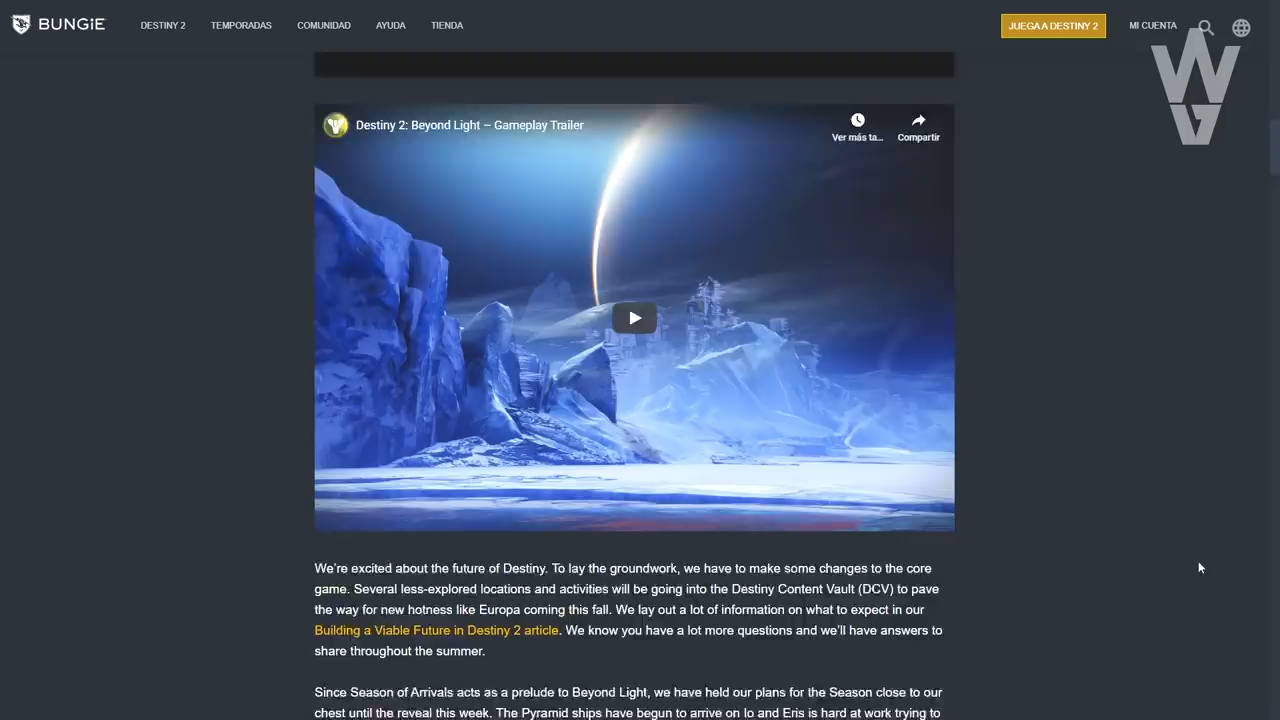 BUNGiE
DESTINY 2
TEMPORADAS
COMUNIDAD
AYUDA
TIENDA
JUEGA A DESTINY 2
MI CUENTA
WG
Destiny 2: Beyond Light – Gameplay Trailer
Ver más ta...
Compartir
We're excited about the future of Destiny. To lay the groundwork, we have to make some changes to the core
game. Several less-explored locations and activities will be going into the Destiny Content Vault (DCV) to pave
the way for new hotness like Europa coming this fall. We lay out a lot of information on what to expect in our
Building a Viable Future in Destiny 2 article. We know you have a lot more questions and we'll have answers to
share throughout the summer.
Since Season of Arrivals acts as a prelude to Beyond Light, we have held our plans for the Season close to our
chest until the reveal this week. The Pyramid ships have begun to arrive on Io and Eris is hard at work trying to